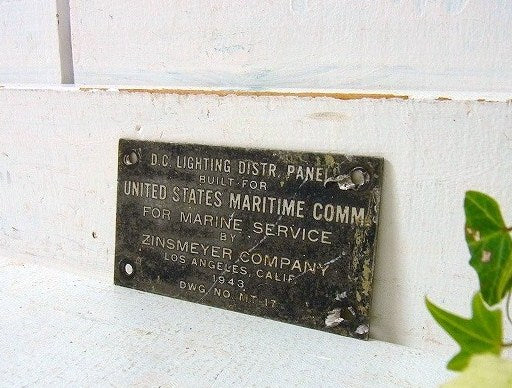 D.C. LIGHTING DISTR. PANEL
BUILT FOR
UNITED STATES MARITIME COMM.
FOR MARINE SERVICE
BY
ZINSMEYER COMPANY
LOS ANGELES, CALIF.
1943
DWG. NO. MT-17